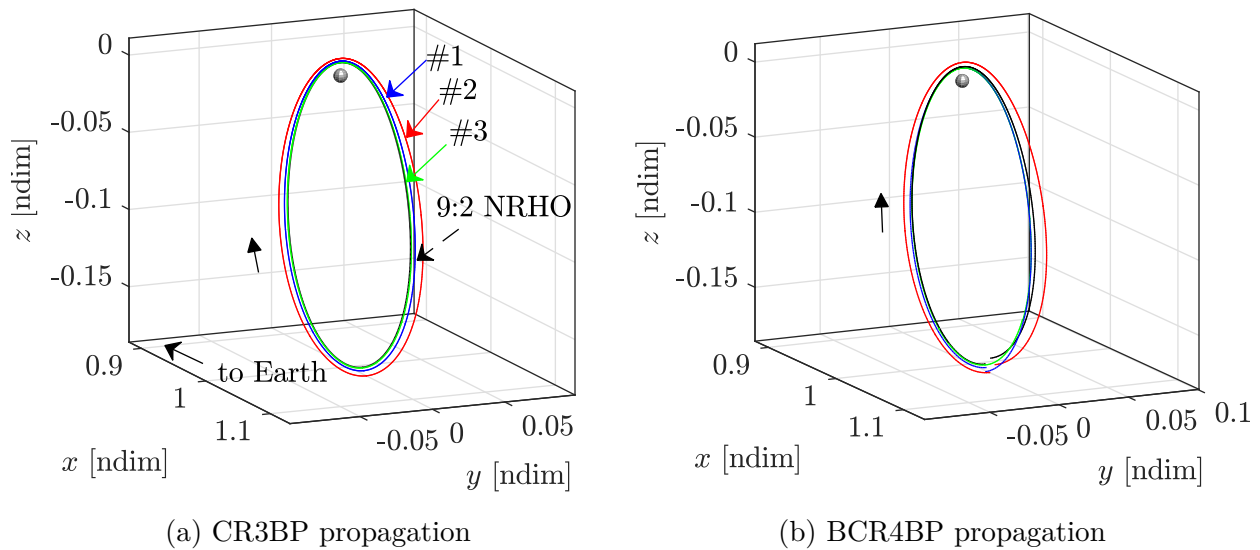 0
-0.05
-0.1
-0.15
z [ndim]
#1
#2
#3
9:2 NRHO
to Earth
0.9
1
1.1
x [ndim]
-0.05
0
0.05
y [ndim]
(a) CR3BP propagation
0
-0.05
-0.1
-0.15
z [ndim]
0.9
1
1.1
x [ndim]
-0.05
0
0.05
0.1
y [ndim]
(b) BCR4BP propagation